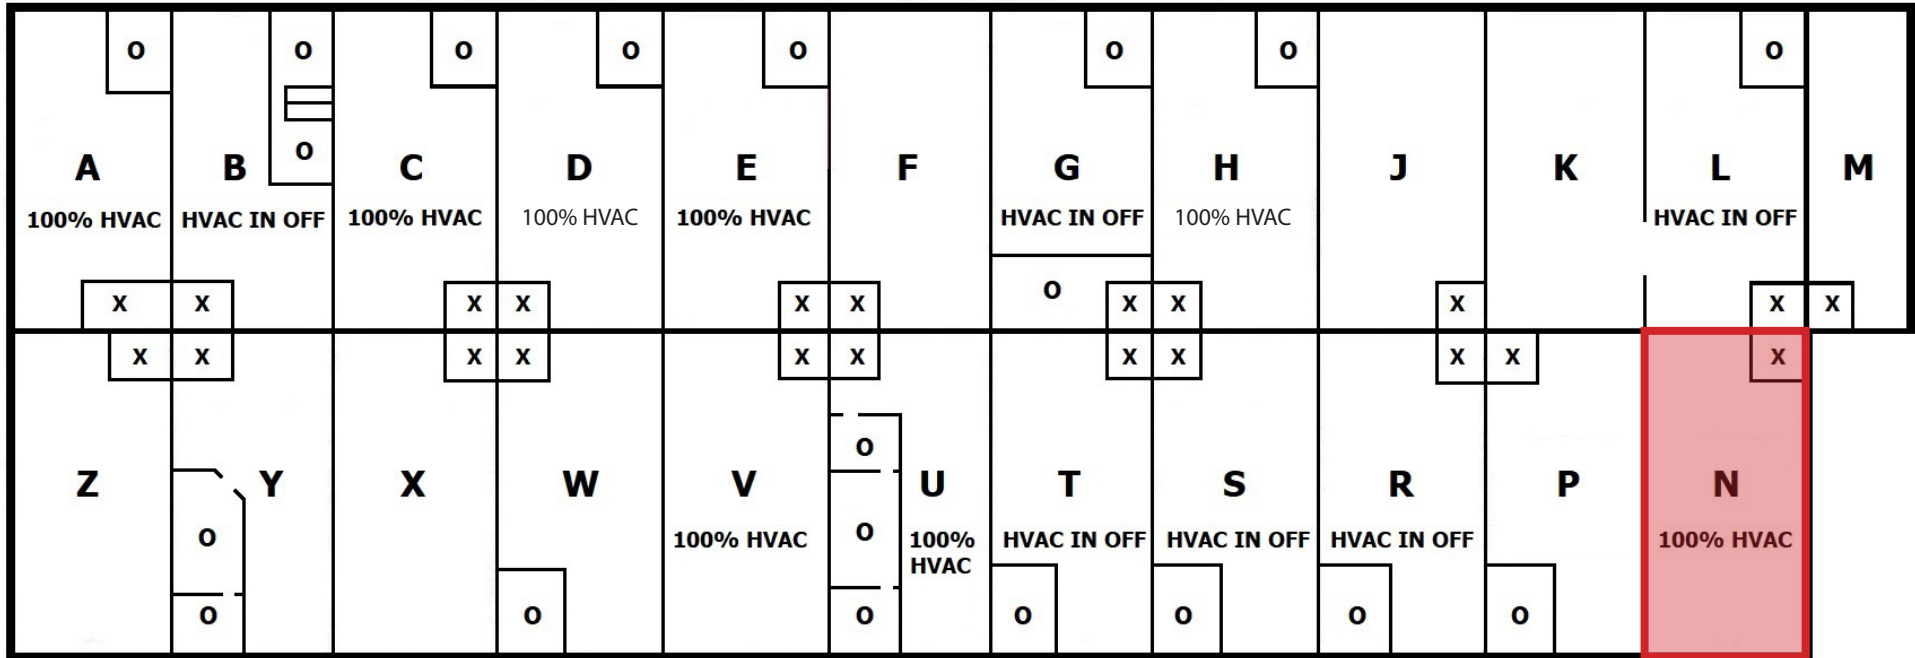 O O O O O O O O
O
A B C D E F G H J K L M
100% HVAC HVAC IN OFF 100% HVAC 100% HVAC 100% HVAC HVAC IN OFF 100% HVAC HVAC IN OFF
O
X X X X X X X X X X X
X X X X X X X X X X X
O
Z Y X W V U T S R P N
O O
100% HVAC 100% HVAC IN OFF HVAC IN OFF HVAC IN OFF 100% HVAC
HVAC
O O O O O O O